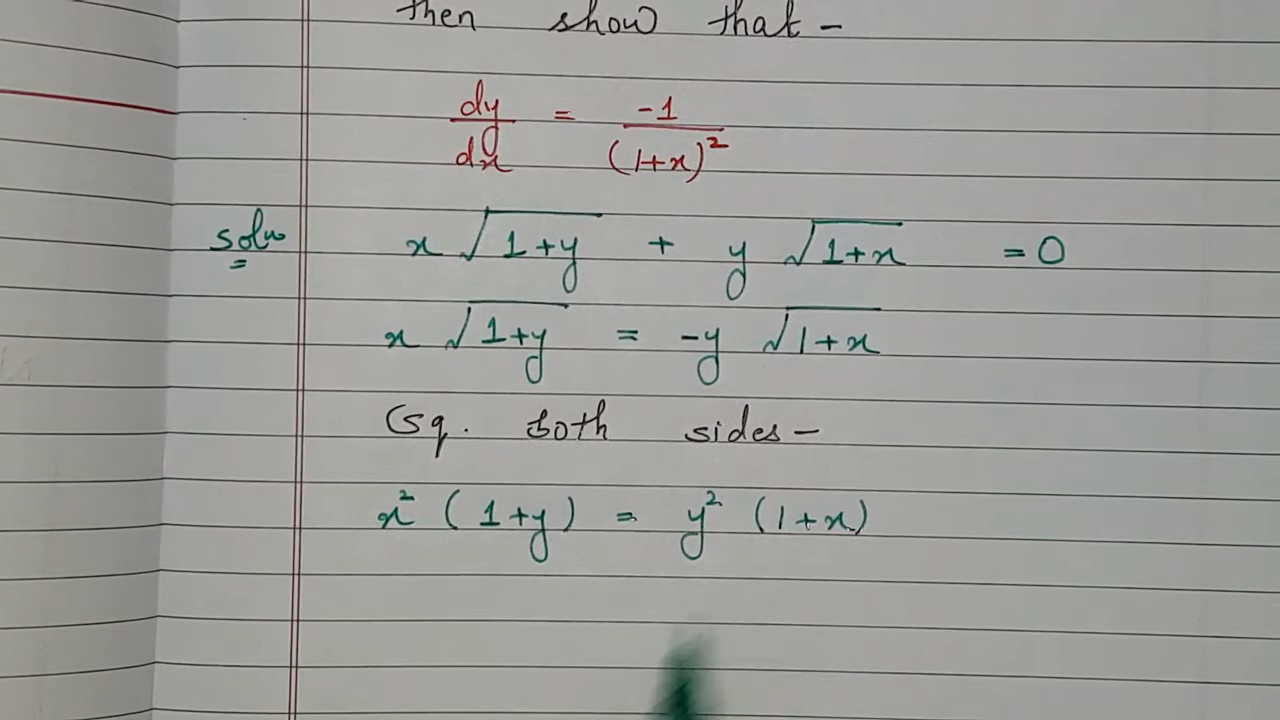 then show that -
dy/dx = -1/(1+x)²
soln x √1+y + y √1+x = 0
x √1+y = -y √1+x
(sq. both sides -
x² (1+y) = y² (1+x)